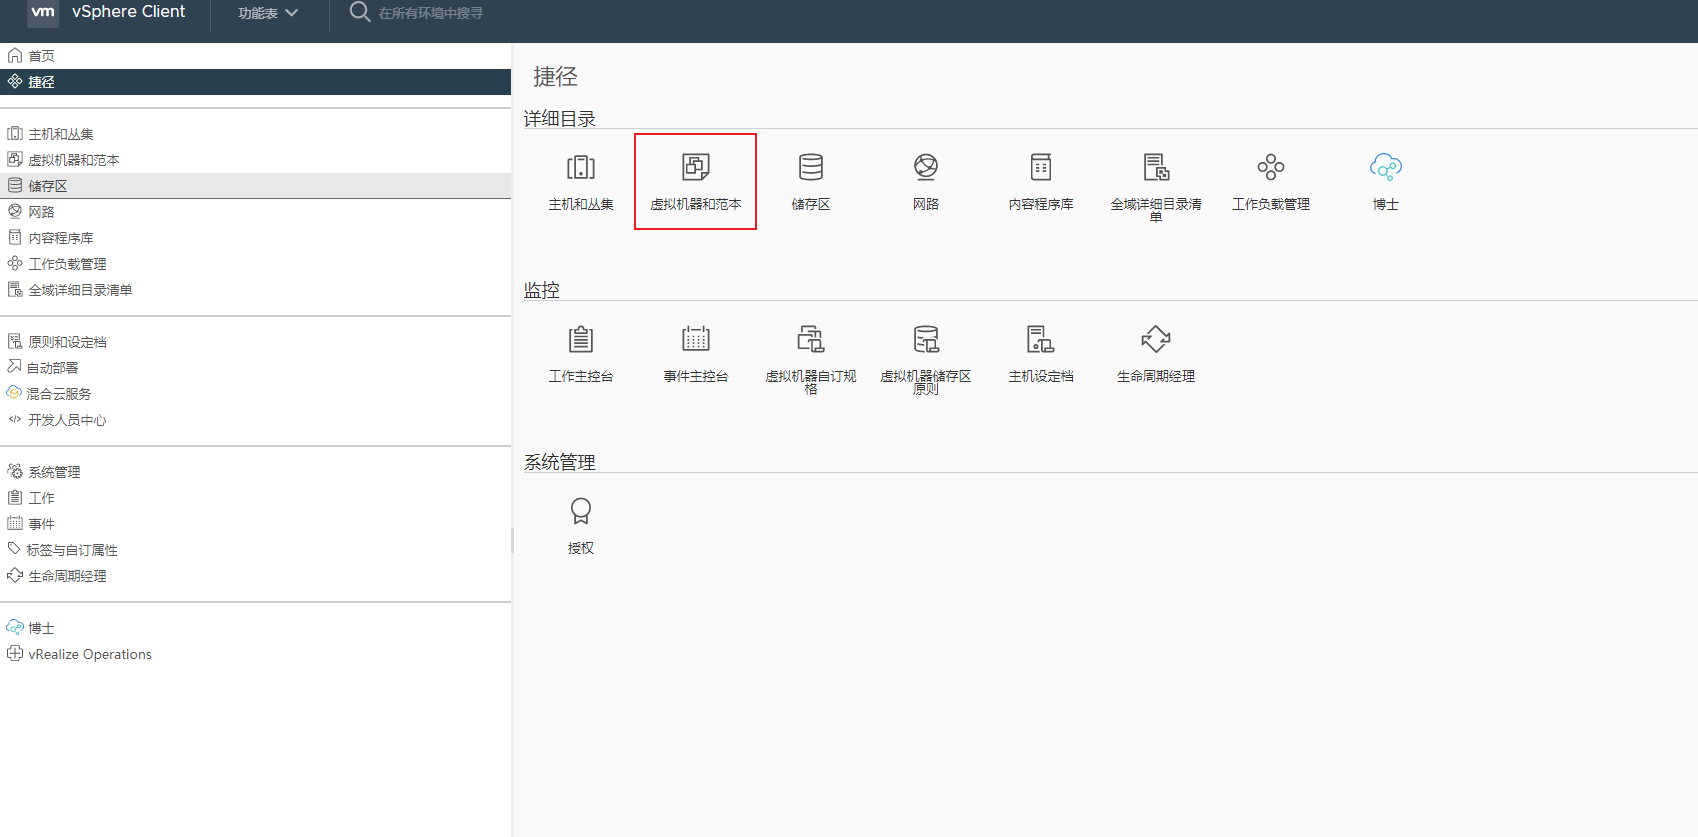 vm vSphere Client 功能表 在所有环境中搜寻
首页
捷径
主机和丛集
虚拟机器和范本
储存区
网路
内容程序库
工作负载管理
全域详细目录清单
原则和设定档
自动部署
混合云服务
开发人员中心
系统管理
工作
事件
标签与自订属性
生命周期经理
博士
vRealize Operations
捷径
详细目录
主机和丛集
虚拟机器和范本
储存区
网路
内容程序库
全域详细目录清
单
工作负载管理
博士
监控
工作主控台
事件主控台
虚拟机器自订规
格
虚拟机器储存区
原则
主机设定档
生命周期经理
系统管理
授权